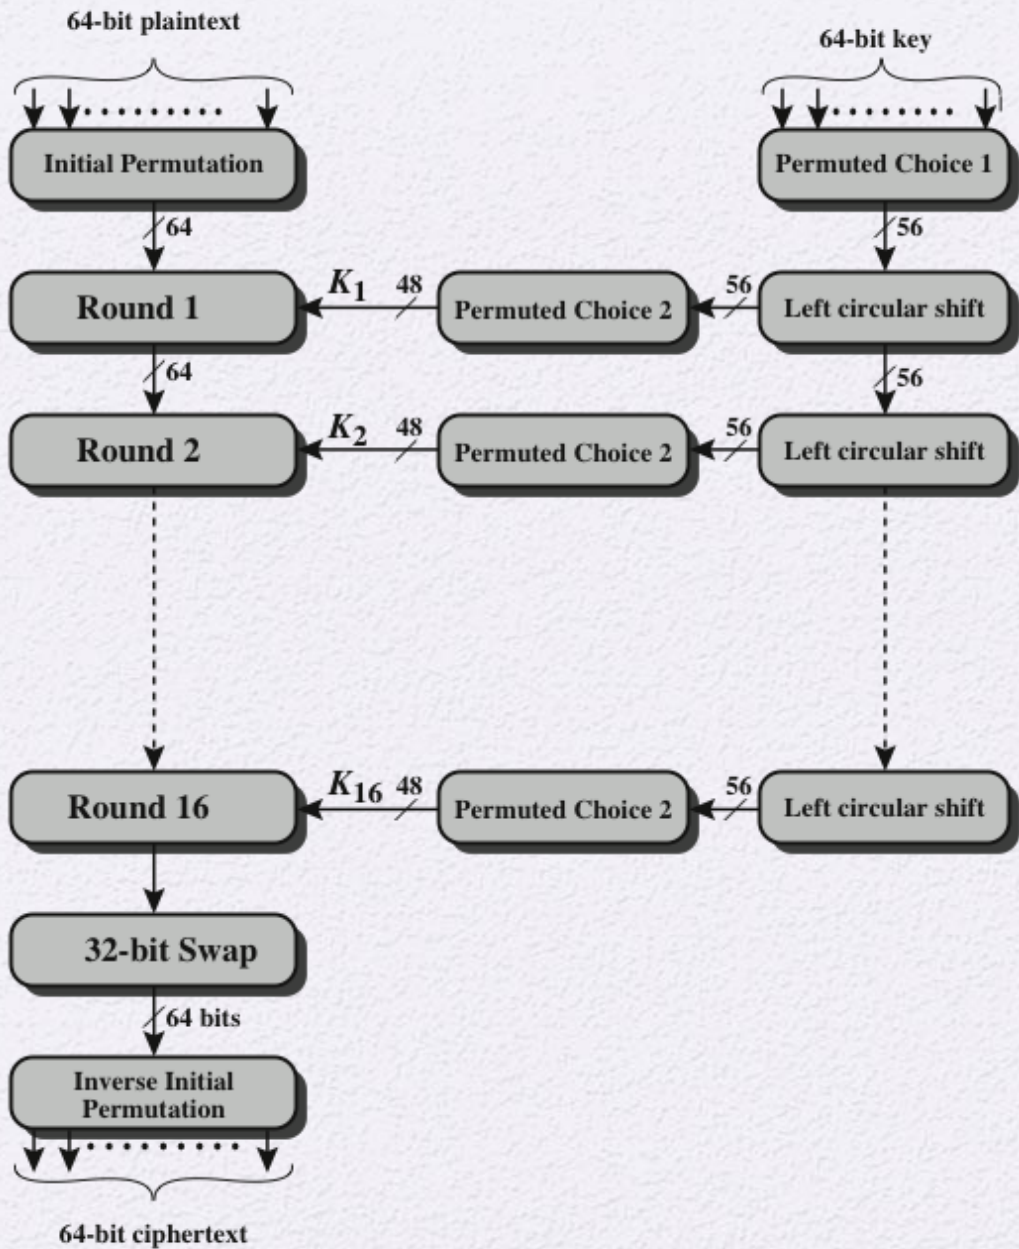 64-bit plaintext
64-bit key
Initial Permutation
Permuted Choice 1
64
56
Round 1
K1
48
Permuted Choice 2
56
Left circular shift
64
56
Round 2
K2
48
Permuted Choice 2
56
Left circular shift
Round 16
K16
48
Permuted Choice 2
56
Left circular shift
32-bit Swap
64 bits
Inverse Initial
Permutation
64-bit ciphertext